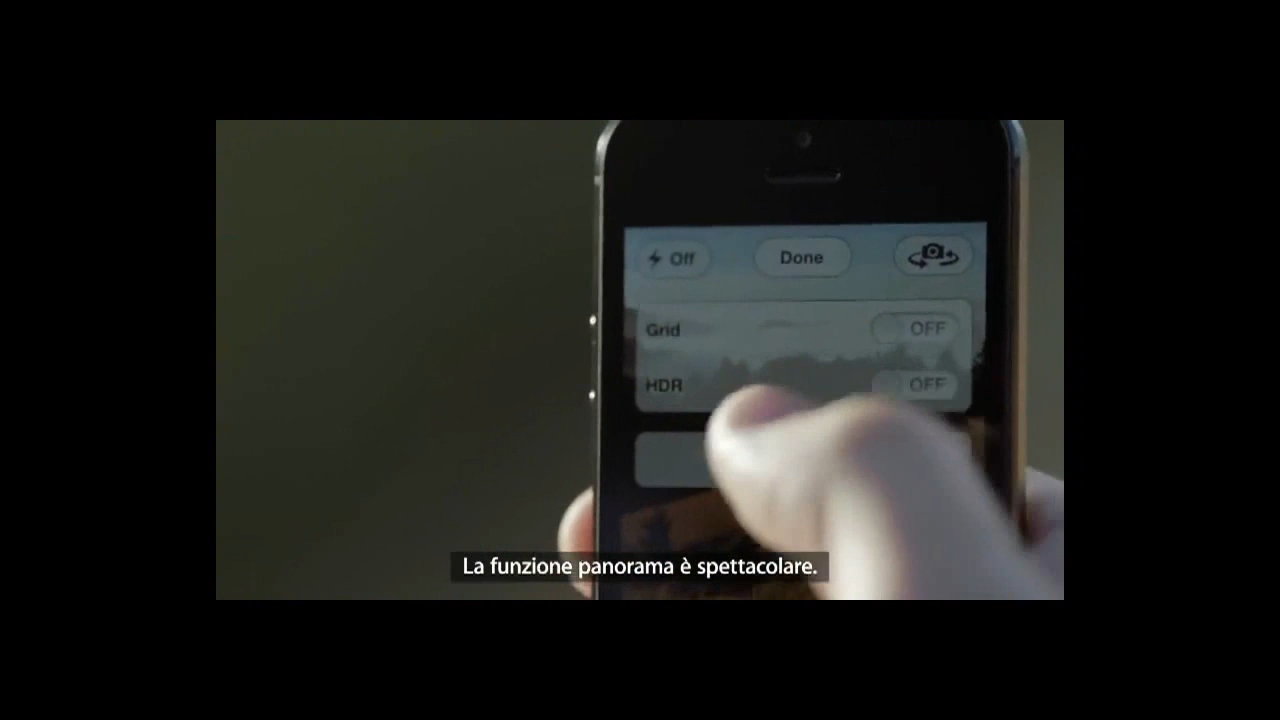 Off
Done
Grid
OFF
HDR
OFF
La funzione panorama è spettacolare.